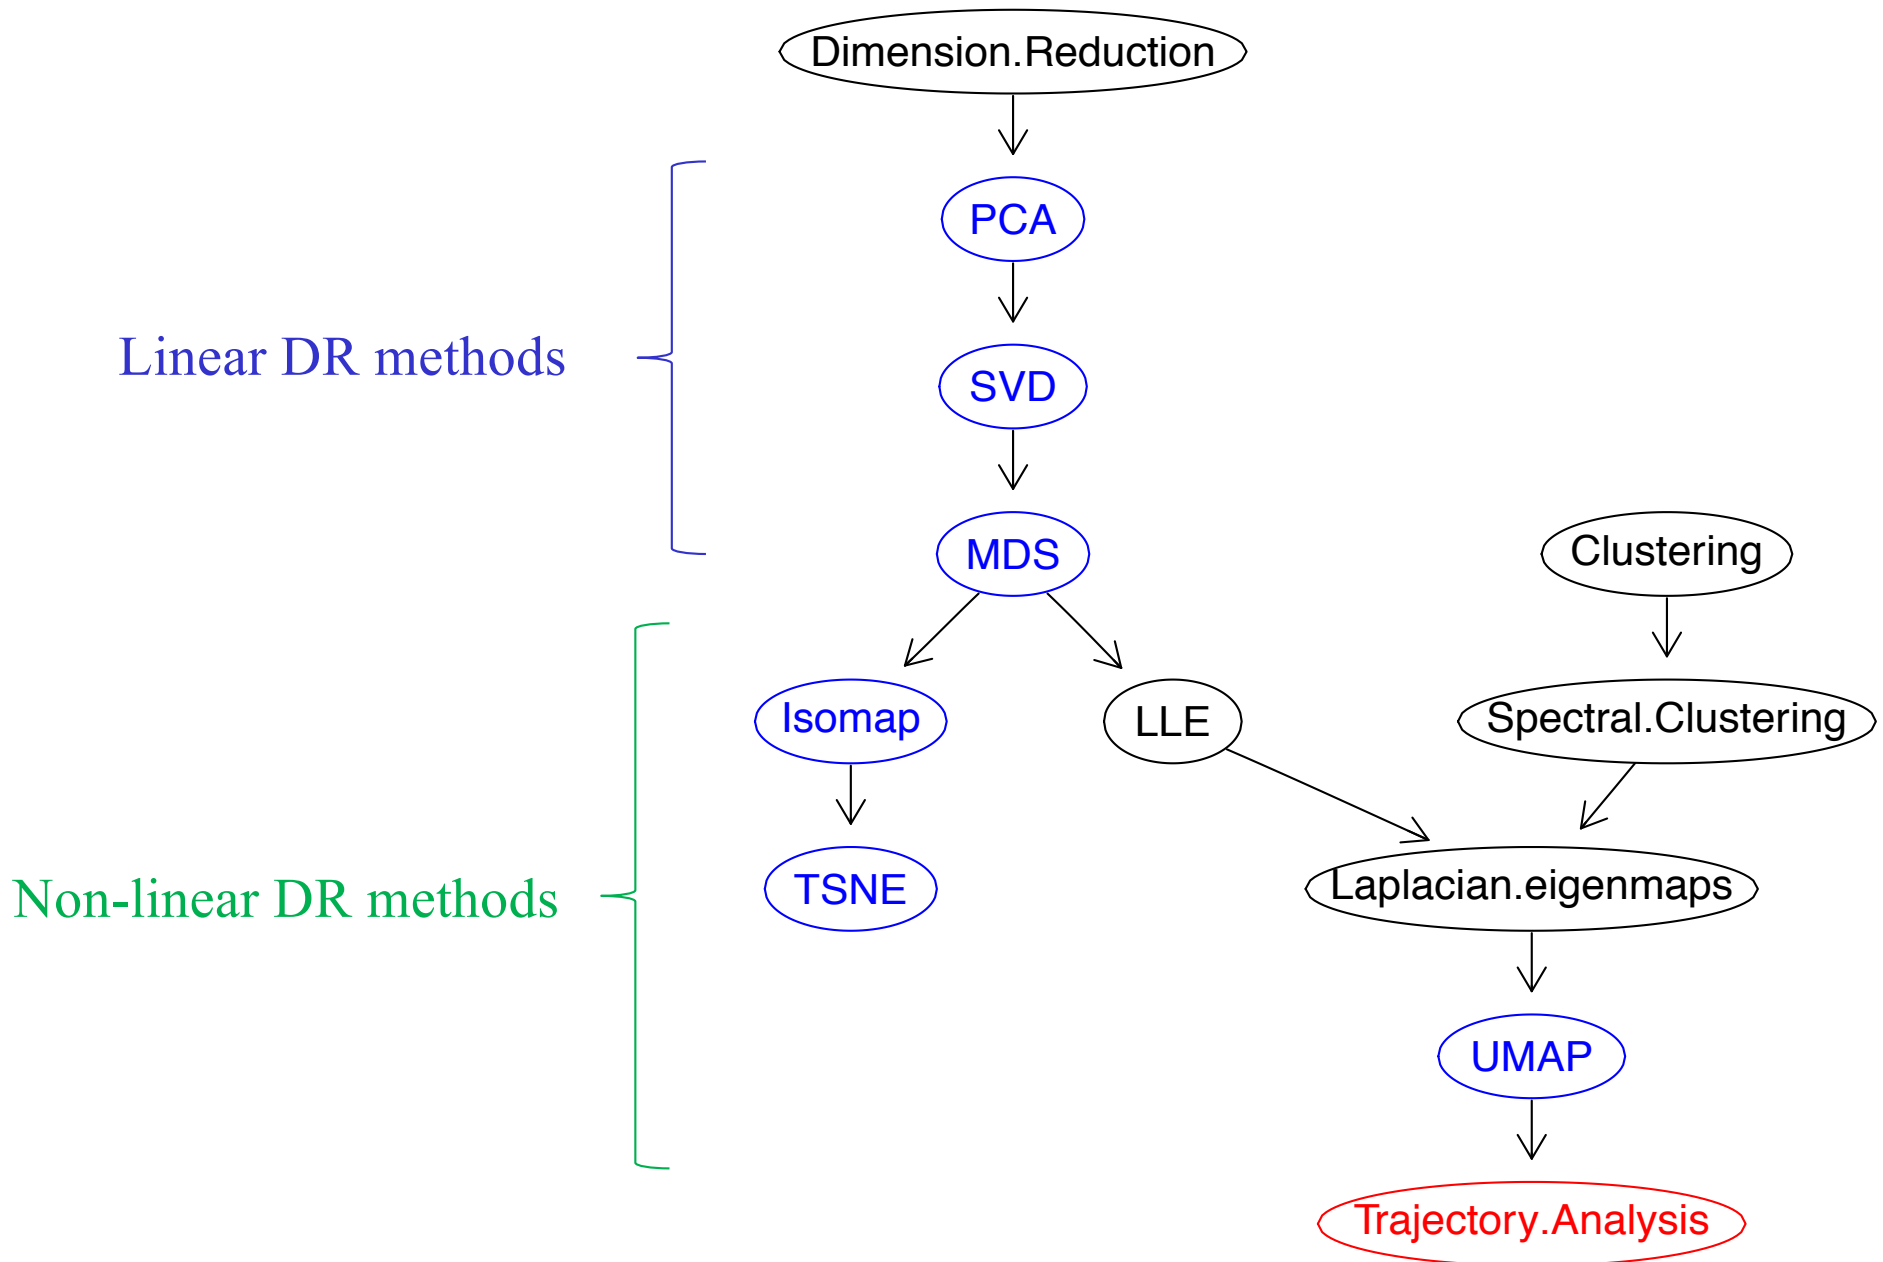 Dimension.Reduction
PCA
Linear DR methods
SVD
MDS
Clustering
Isomap
LLE
Spectral.Clustering
Non-linear DR methods
TSNE
Laplacian.eigenmaps
UMAP
Trajectory.Analysis